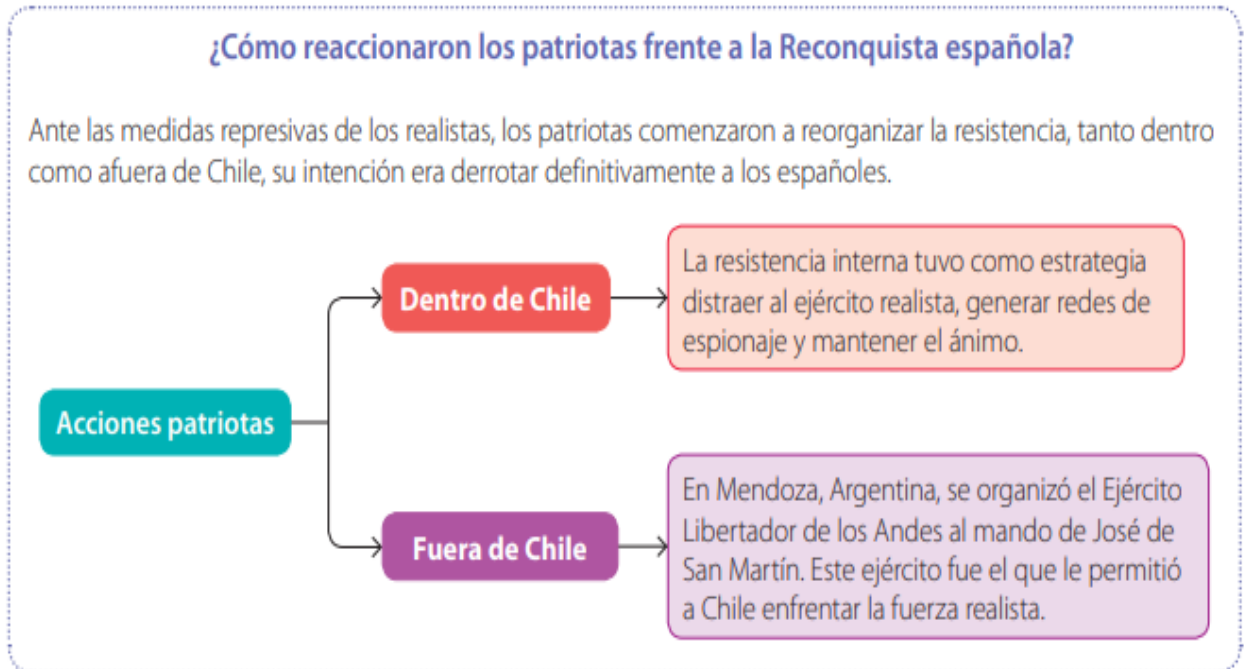 ¿Cómo reaccionaron los patriotas frente a la Reconquista española?
Ante las medidas represivas de los realistas, los patriotas comenzaron a reorganizar la resistencia, tanto dentro
como afuera de Chile, su intención era derrotar definitivamente a los españoles.
Acciones patriotas
Dentro de Chile
La resistencia interna tuvo como estrategia
distraer al ejército realista, generar redes de
espionaje y mantener el ánimo.
Fuera de Chile
En Mendoza, Argentina, se organizó el Ejército
Libertador de los Andes al mando de José de
San Martín. Este ejército fue el que le permitió
a Chile enfrentar la fuerza realista.